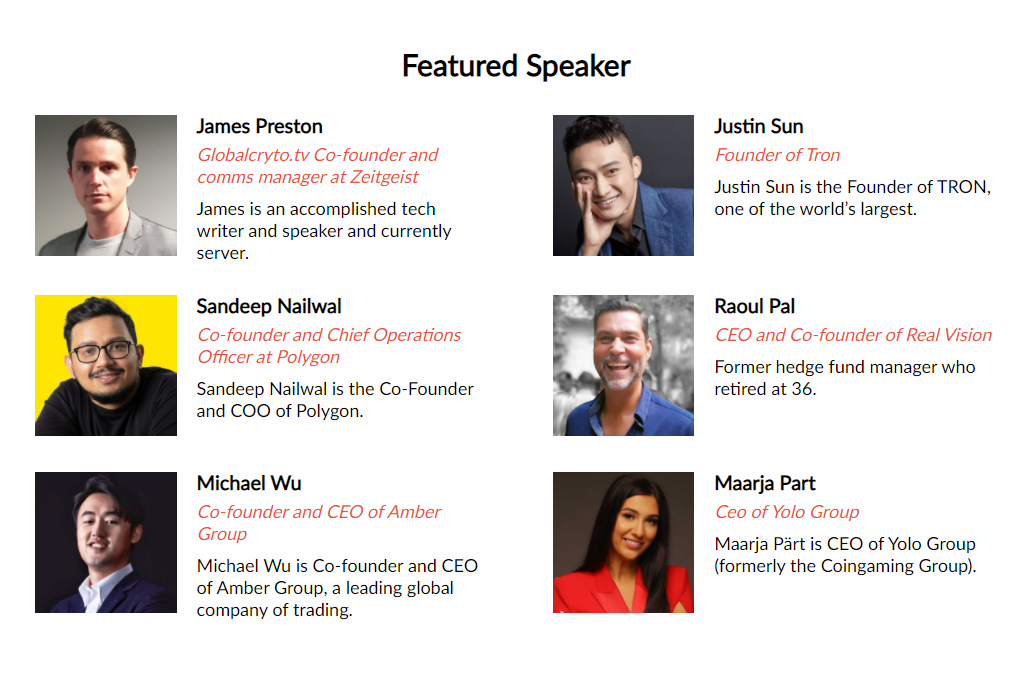 Featured Speaker
James Preston
Globalcryto.tv Co-founder and
comms manager at Zeitgeist
James is an accomplished tech
writer and speaker and currently
server.
Justin Sun
Founder of Tron
Justin Sun is the Founder of TRON,
one of the world’s largest.
Sandeep Nailwal
Co-founder and Chief Operations
Officer at Polygon
Sandeep Nailwal is the Co-Founder
and COO of Polygon.
Raoul Pal
CEO and Co-founder of Real Vision
Former hedge fund manager who
retired at 36.
Michael Wu
Co-founder and CEO of Amber
Group
Michael Wu is Co-founder and CEO
of Amber Group, a leading global
company of trading.
Maarja Part
Ceo of Yolo Group
Maarja Pärt is CEO of Yolo Group
(formerly the Coingaming Group).